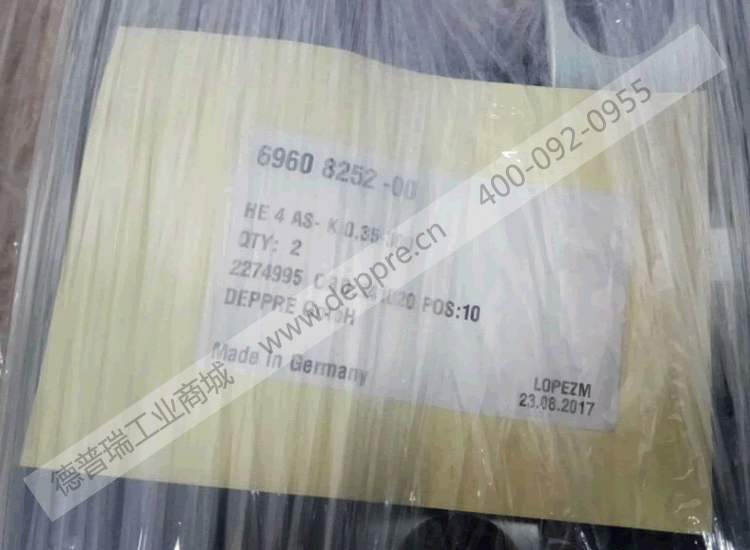 6960 8252 -00
HE 4 AS-
QTY: 2
2274995 POS:10
DEPPRE
Made in Germany
LOPEZM
23.08.2017
德普瑞工业商城 www.deppre.cn 400-092-0955